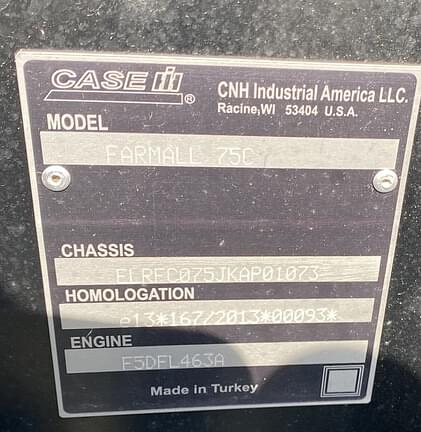 CASE IH ®
CNH Industrial America LLC.
Racine,WI 53404 U.S.A.
MODEL
FARMALL 75C
CHASSIS
ELRFC075JKAP01073
HOMOLOGATION
e13*167/2013*00093*
ENGINE
F5DFL463A
Made in Turkey